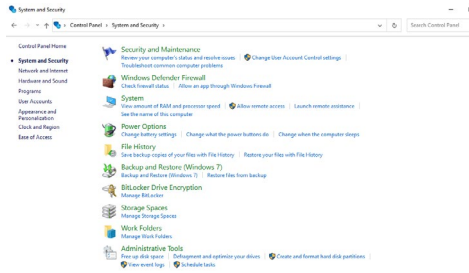 System and Security
Control Panel > System and Security >
Search Control Panel
Control Panel Home
System and Security
Network and Internet
Hardware and Sound
Programs
User Accounts
Appearance and
Personalization
Clock and Region
Ease of Access
Security and Maintenance
Review your computer's status and resolve issues | Change User Account Control settings |
Troubleshoot common computer problems
Windows Defender Firewall
Check firewall status | Allow an app through Windows Firewall
System
View amount of RAM and processor speed | Allow remote access | Launch remote assistance |
See the name of this computer
Power Options
Change battery settings | Change what the power buttons do | Change when the computer sleeps
File History
Save backup copies of your files with File History | Restore your files with File History
Backup and Restore (Windows 7)
Backup and Restore (Windows 7) | Restore files from backup
BitLocker Drive Encryption
Manage BitLocker
Storage Spaces
Manage Storage Spaces
Work Folders
Manage Work Folders
Administrative Tools
Free up disk space | Defragment and optimize your drives | Create and format hard disk partitions |
View event logs | Schedule tasks